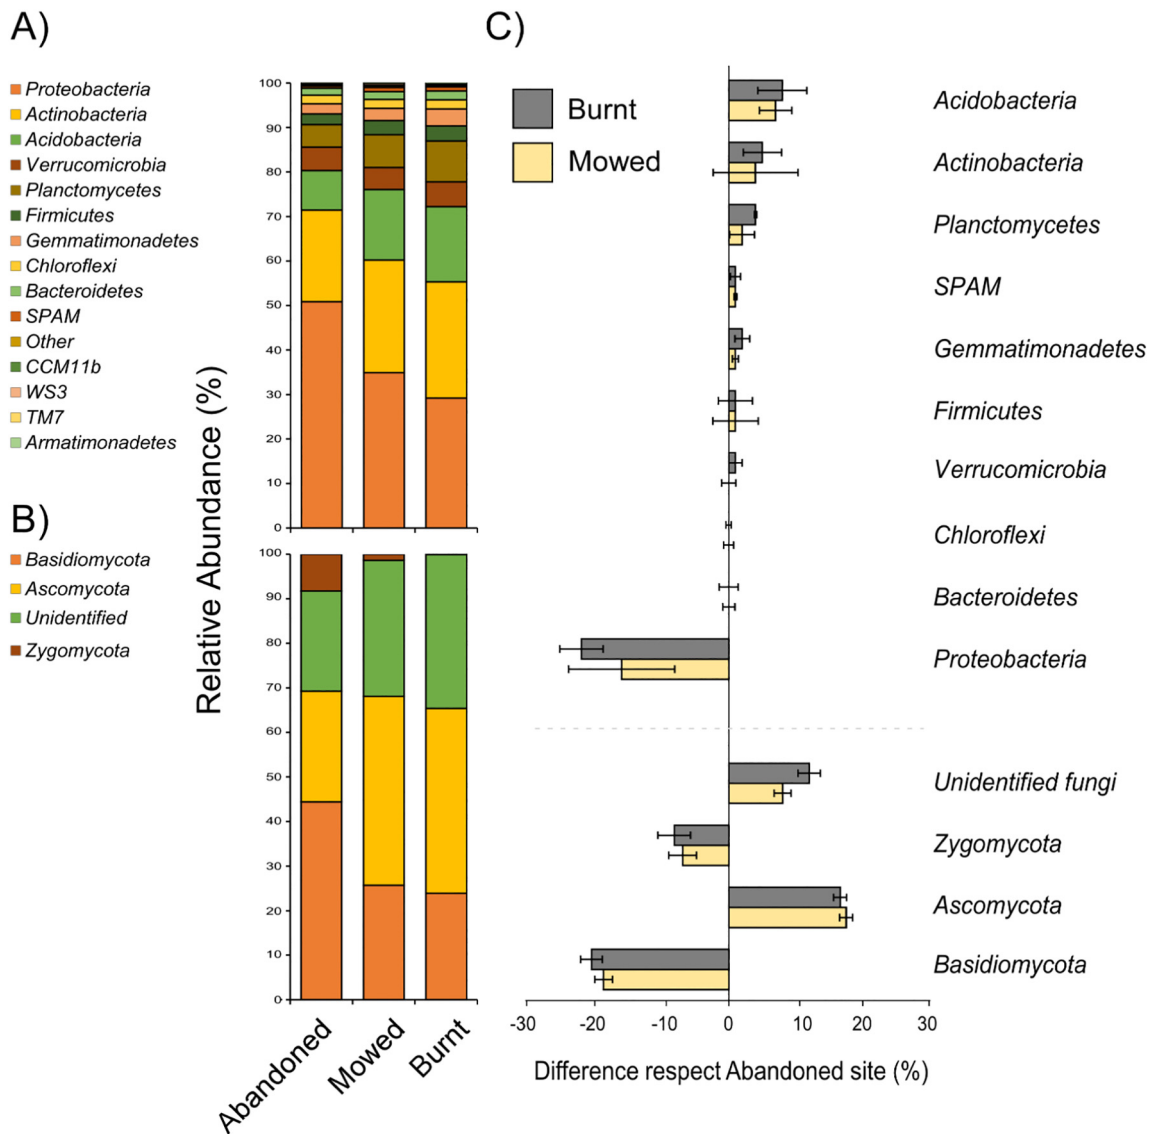 A)
Proteobacteria
Actinobacteria
Acidobacteria
Verrucomicrobia
Planctomycetes
Firmicutes
Gemmatimonadetes
Chloroflexi
Bacteroidetes
SPAM
Other
CCM11b
WS3
TM7
Armatimonadetes
B)
Basidiomycota
Ascomycota
Unidentified
Zygomycota
Relative Abundance (%)
100
90
80
70
60
50
40
30
20
10
0
100
90
80
70
60
50
40
30
20
10
0
Abandoned
Mowed
Burnt
C)
Burnt
Mowed
Acidobacteria
Actinobacteria
Planctomycetes
SPAM
Gemmatimonadetes
Firmicutes
Verrucomicrobia
Chloroflexi
Bacteroidetes
Proteobacteria
Unidentified fungi
Zygomycota
Ascomycota
Basidiomycota
-30 -20 -10 0 10 20 30
Difference respect Abandoned site (%)